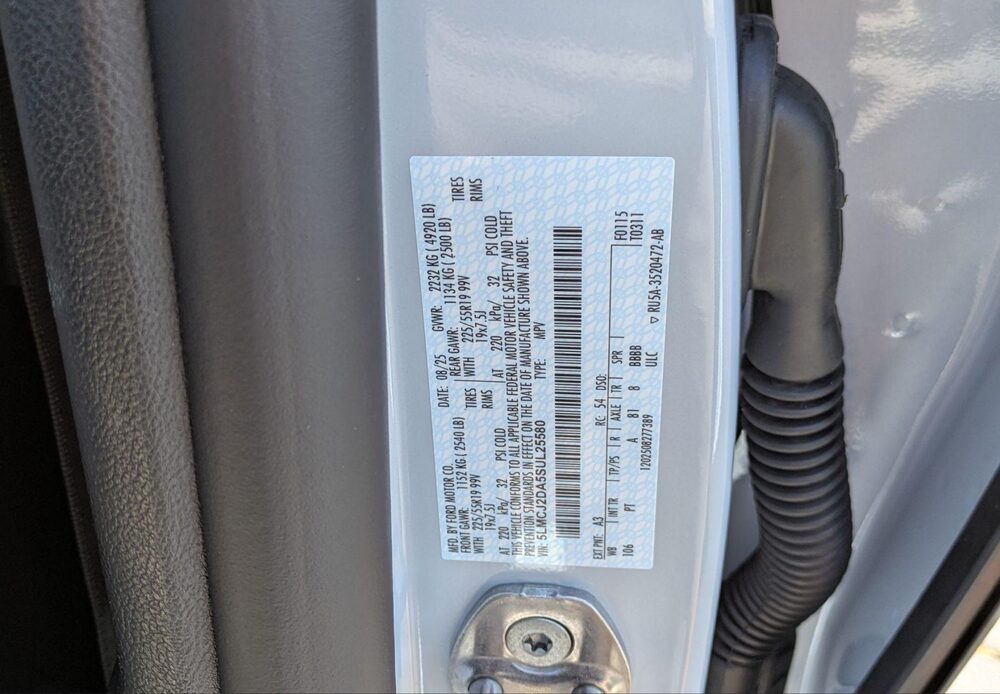 MFD. BY FORD MOTOR CO.
DATE: 08/25 GVWR: 2232 KG ( 4920 LB)
FRONT GAWR: 1152 KG ( 2540 LB) REAR GAWR: 1134 KG ( 2500 LB)
WITH 225/55R19 99V TIRES WITH 225/55R19 99V TIRES
19x7.5J RIMS 19x7.5J RIMS
AT 220 kPa/ 32 PSI COLD AT 220 kPa/ 32 PSI COLD
THIS VEHICLE CONFORMS TO ALL APPLICABLE FEDERAL MOTOR VEHICLE SAFETY AND THEFT
PREVENTION STANDARDS IN EFFECT ON THE DATE OF MANUFACTURE SHOWN ABOVE.
VIN: 5LMCJ2DA5SUL25580 TYPE: MPV
EXT PNT: A3 RC: 54 DSO: F0115
WB INT TR TP/PS R AXLE TR SPR T0311
106 PT A 81 8 BBBB
ULC
1202508277389 ▽ RU5A-3520472-AB